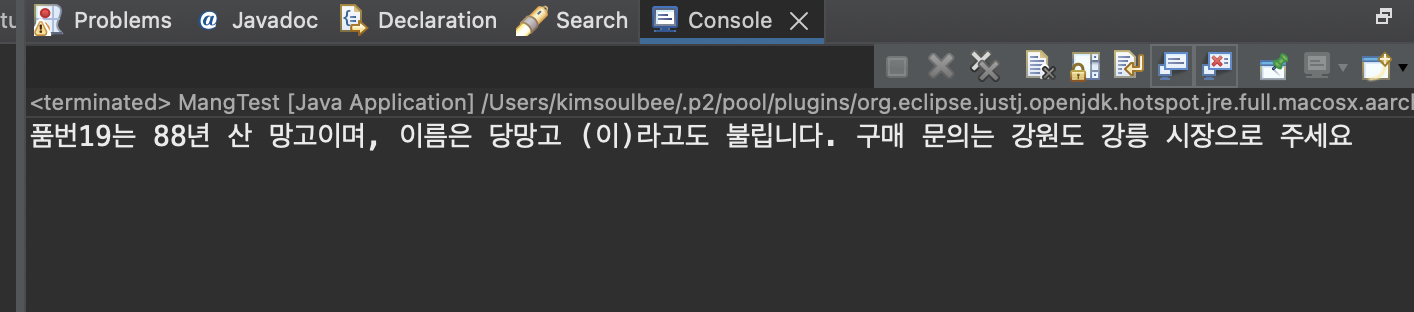 tu Problems @ Javadoc Declaration Search Console
<terminated> MangTest [Java Application] /Users/kimsoulbee/.p2/pool/plugins/org.eclipse.justj.openjdk.hotspot.jre.full.macosx.aarcl
품번19는 88년 산 망고이며, 이름은 당망고 (이)라고도 불립니다. 구매 문의는 강원도 강릉 시장으로 주세요